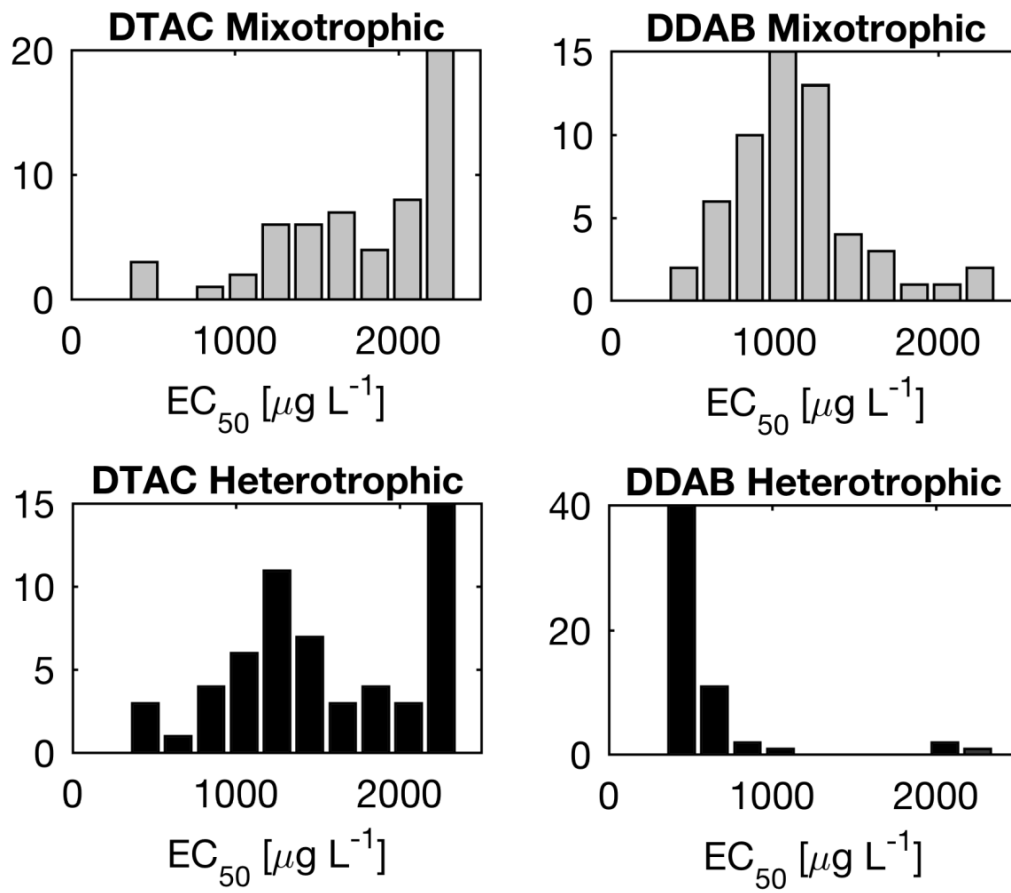 DTAC Mixotrophic
20
10
0
0 1000 2000
EC50 [μg L-1]
DDAB Mixotrophic
15
10
5
0
0 1000 2000
EC50 [μg L-1]
DTAC Heterotrophic
15
10
5
0
0 1000 2000
EC50 [μg L-1]
DDAB Heterotrophic
40
20
0
0 1000 2000
EC50 [μg L-1]